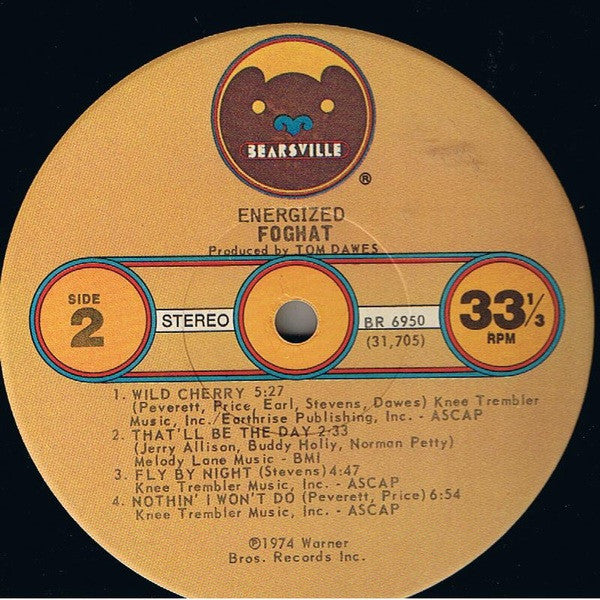 BEARSVILLE
®
ENERGIZED
FOGHAT
Produced by TOM DAWES
SIDE
2
STEREO
BR 6950
(31,705)
33 1/3
RPM
1. WILD CHERRY 5:27
(Peverett, Price, Earl, Stevens, Dawes) Knee Trembler
Music, Inc./Earthrise Publishing, Inc. - ASCAP
2. THAT'LL BE THE DAY 2:33
(Jerry Allison, Buddy Holly, Norman Petty)
Melody Lane Music - BMI
3. FLY BY NIGHT (Stevens) 4:47
Knee Trembler Music, Inc. - ASCAP
4. NOTHIN' I WON'T DO (Peverett, Price) 6:54
Knee Trembler Music, Inc. - ASCAP
℗1974 Warner
Bros. Records Inc.